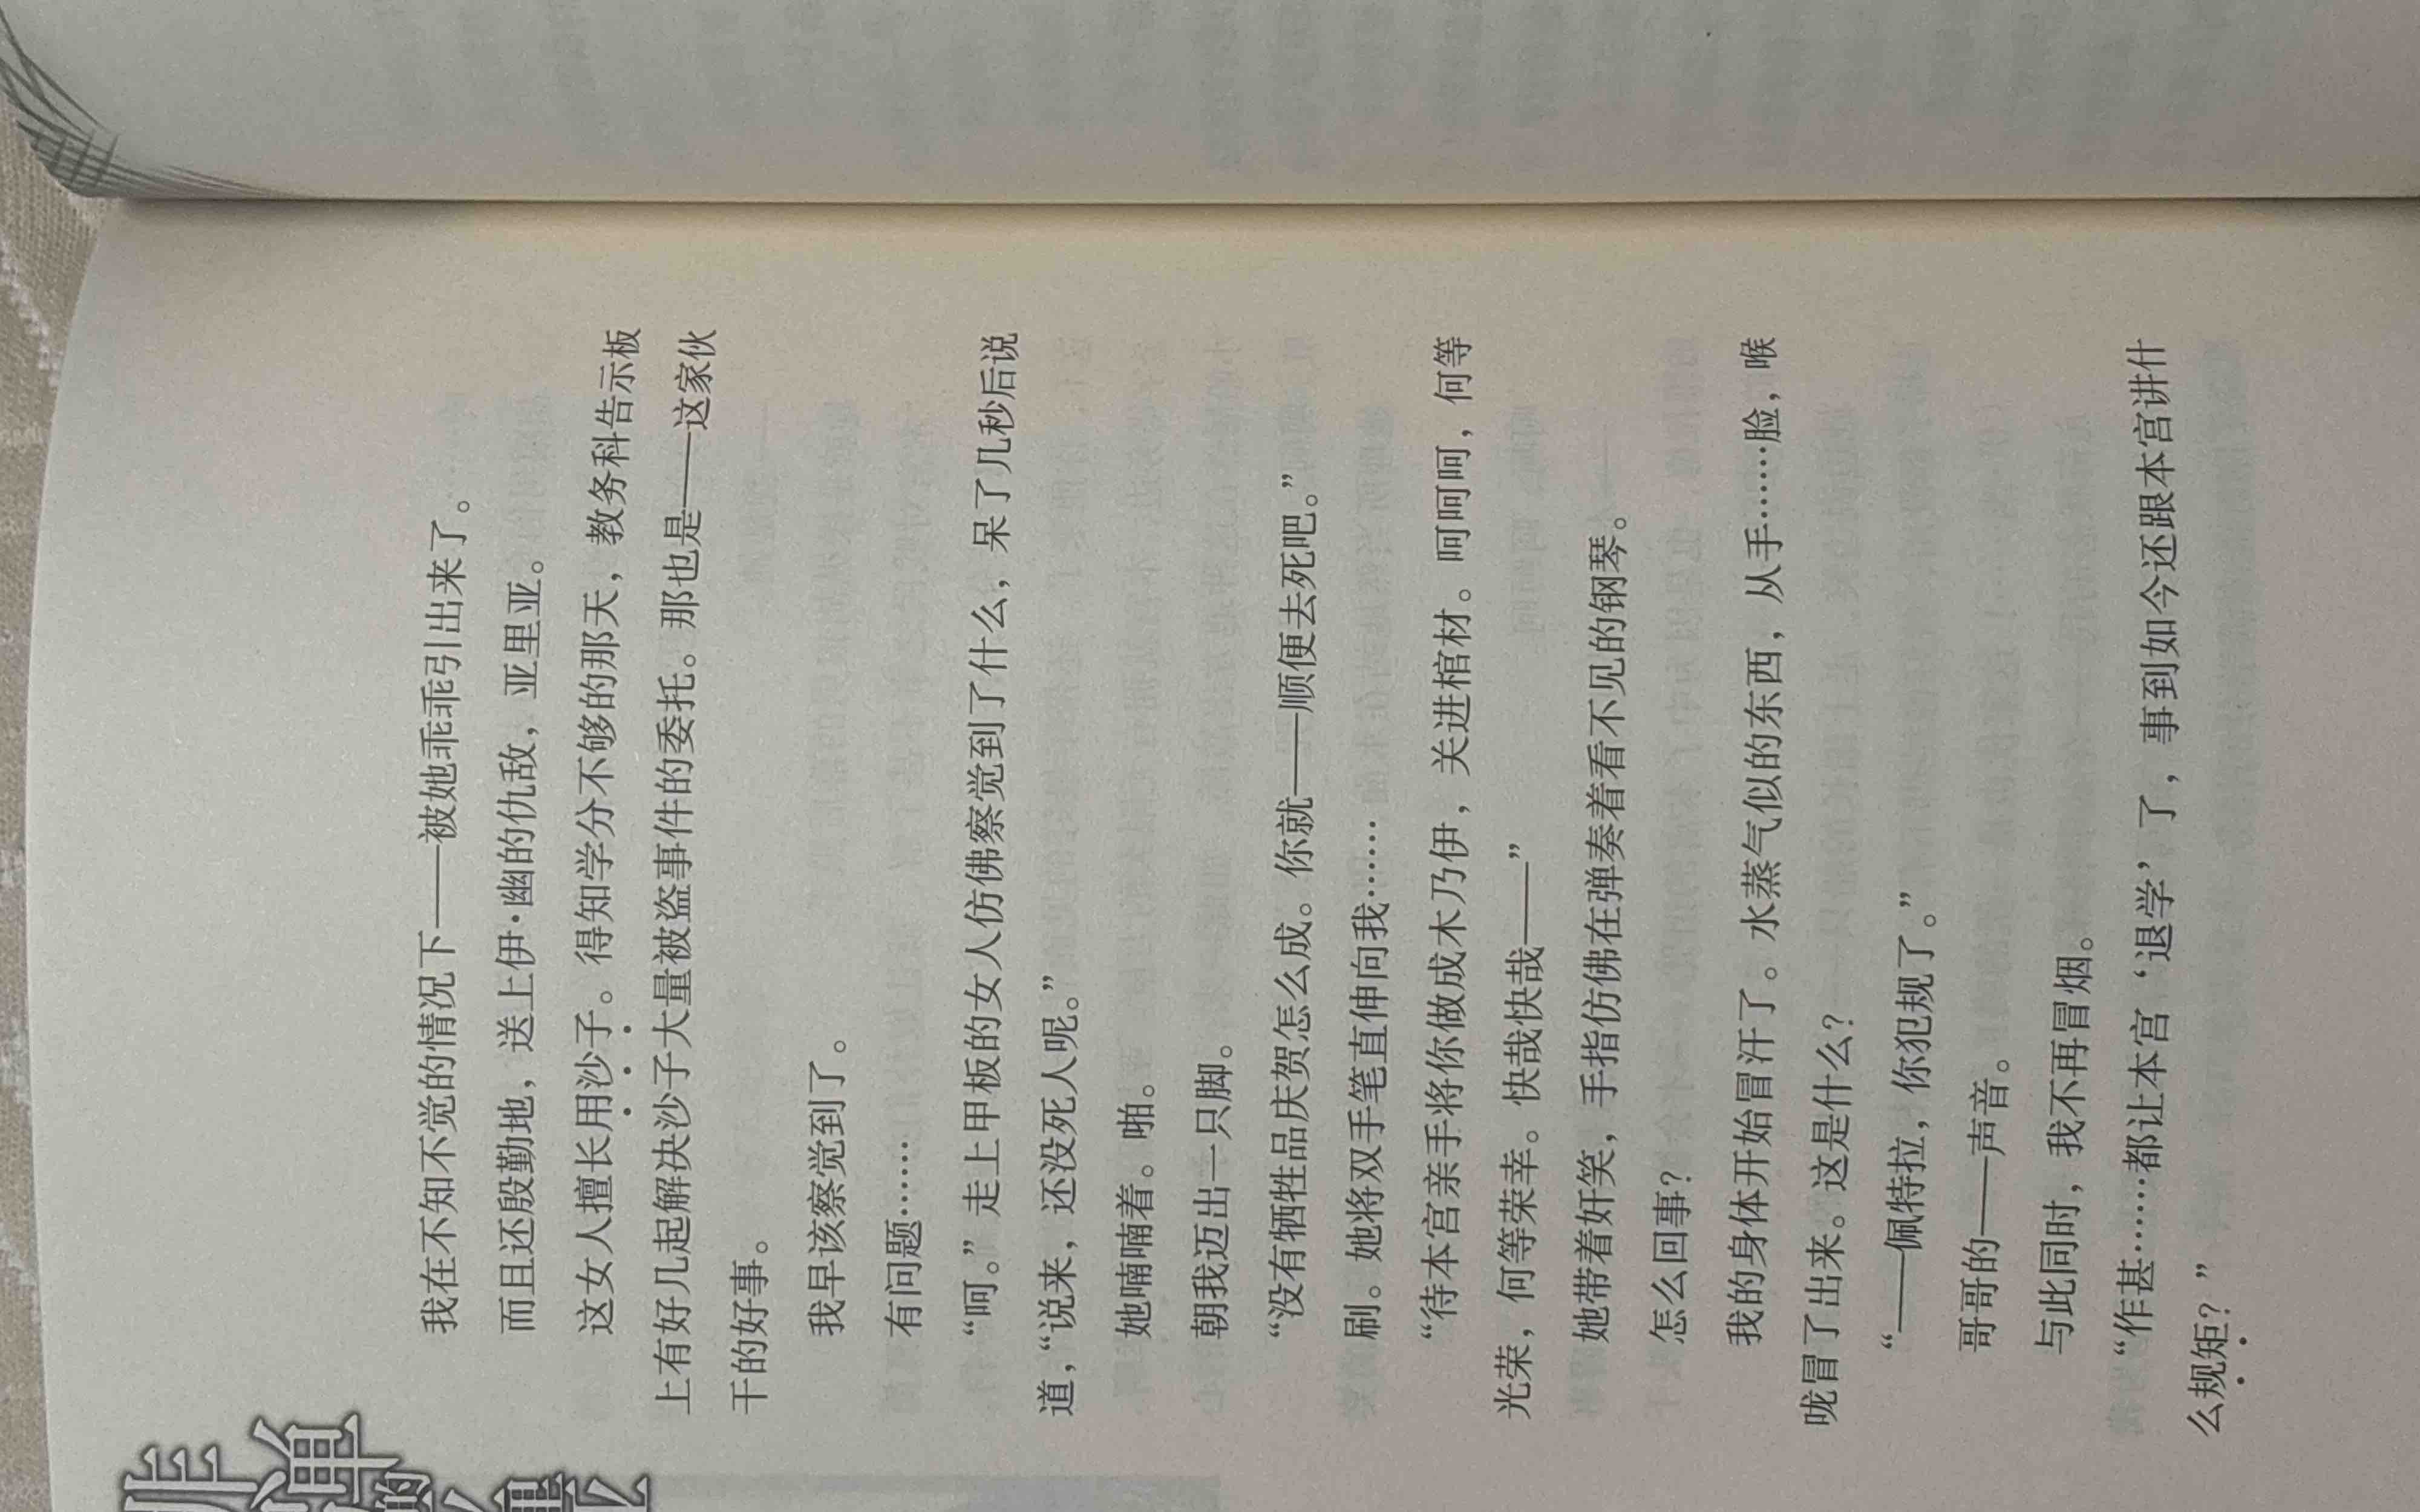 我在不知不觉的情况下——被她乖乖引出来了。
而且还殷勤地，送上伊·幽的仇敌，亚里亚。
这女人擅长用沙子。得知学分不够的那天，教务科告示板
上有好几起解决沙子大量被盗事件的委托。那也是——这家伙
干的好事。
我早该察觉到了。
有问题……
“呵。”走上甲板的女人仿佛察觉到了什么，呆了几秒后说
道，“说来，还没死人呢。”
她喃喃着。啪。
朝我迈出一只脚。
“没有牺牲品庆贺怎么成。你就——顺便去死吧。”
刷。她将双手笔直伸向我……
“待本宫亲手将你做成木乃伊，关进棺材。呵呵呵，何等
光荣，何等荣幸。快哉快哉——”
她带着奸笑，手指仿佛在弹奏着看不见的钢琴。
怎么回事？
我的身体开始冒汗了。水蒸气似的东西，从手……脸，喉
咙冒了出来。这是什么？
“——佩特拉，你犯规了。”
哥哥的——声音。
与此同时，我不再冒烟。
“作甚……都让本宫‘退学’了，事到如今还跟本宫讲什
么规矩？”